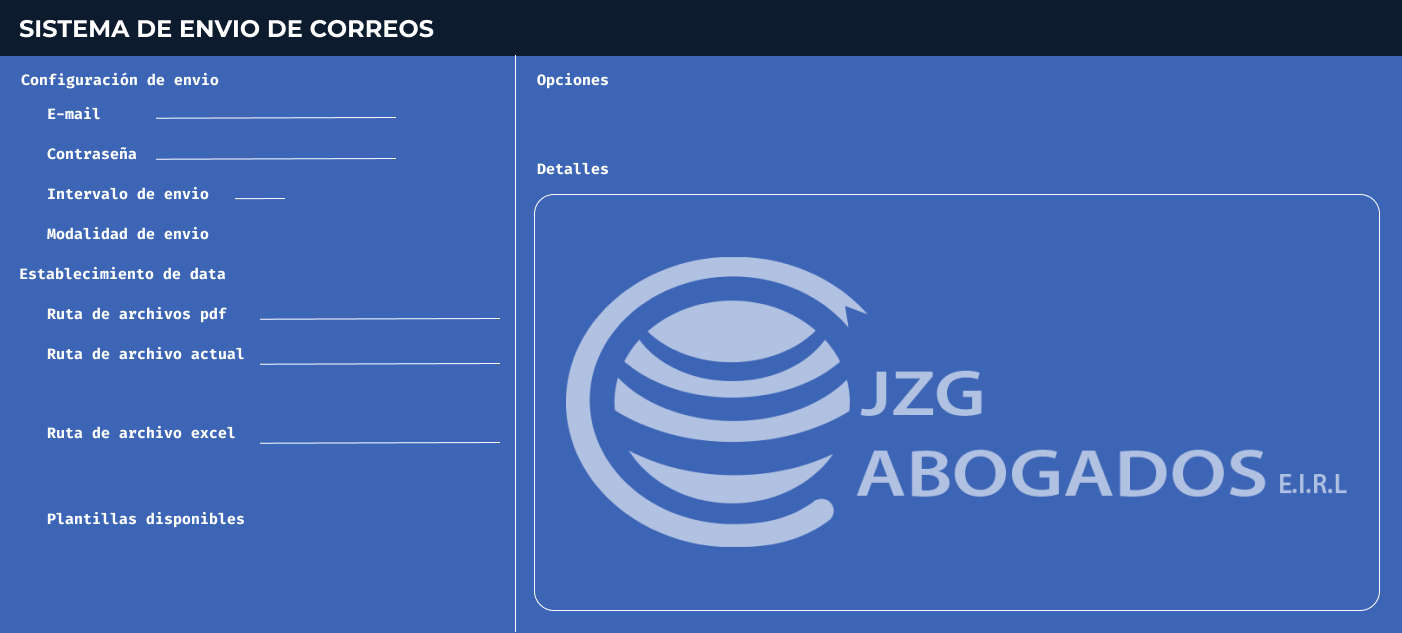 SISTEMA DE ENVIO DE CORREOS
Configuración de envio
E-mail
Contraseña
Intervalo de envio
Modalidad de envio
Establecimiento de data
Ruta de archivos pdf
Ruta de archivo actual
Ruta de archivo excel
Plantillas disponibles
Opciones
Detalles
JZG
ABOGADOS E.I.R.L